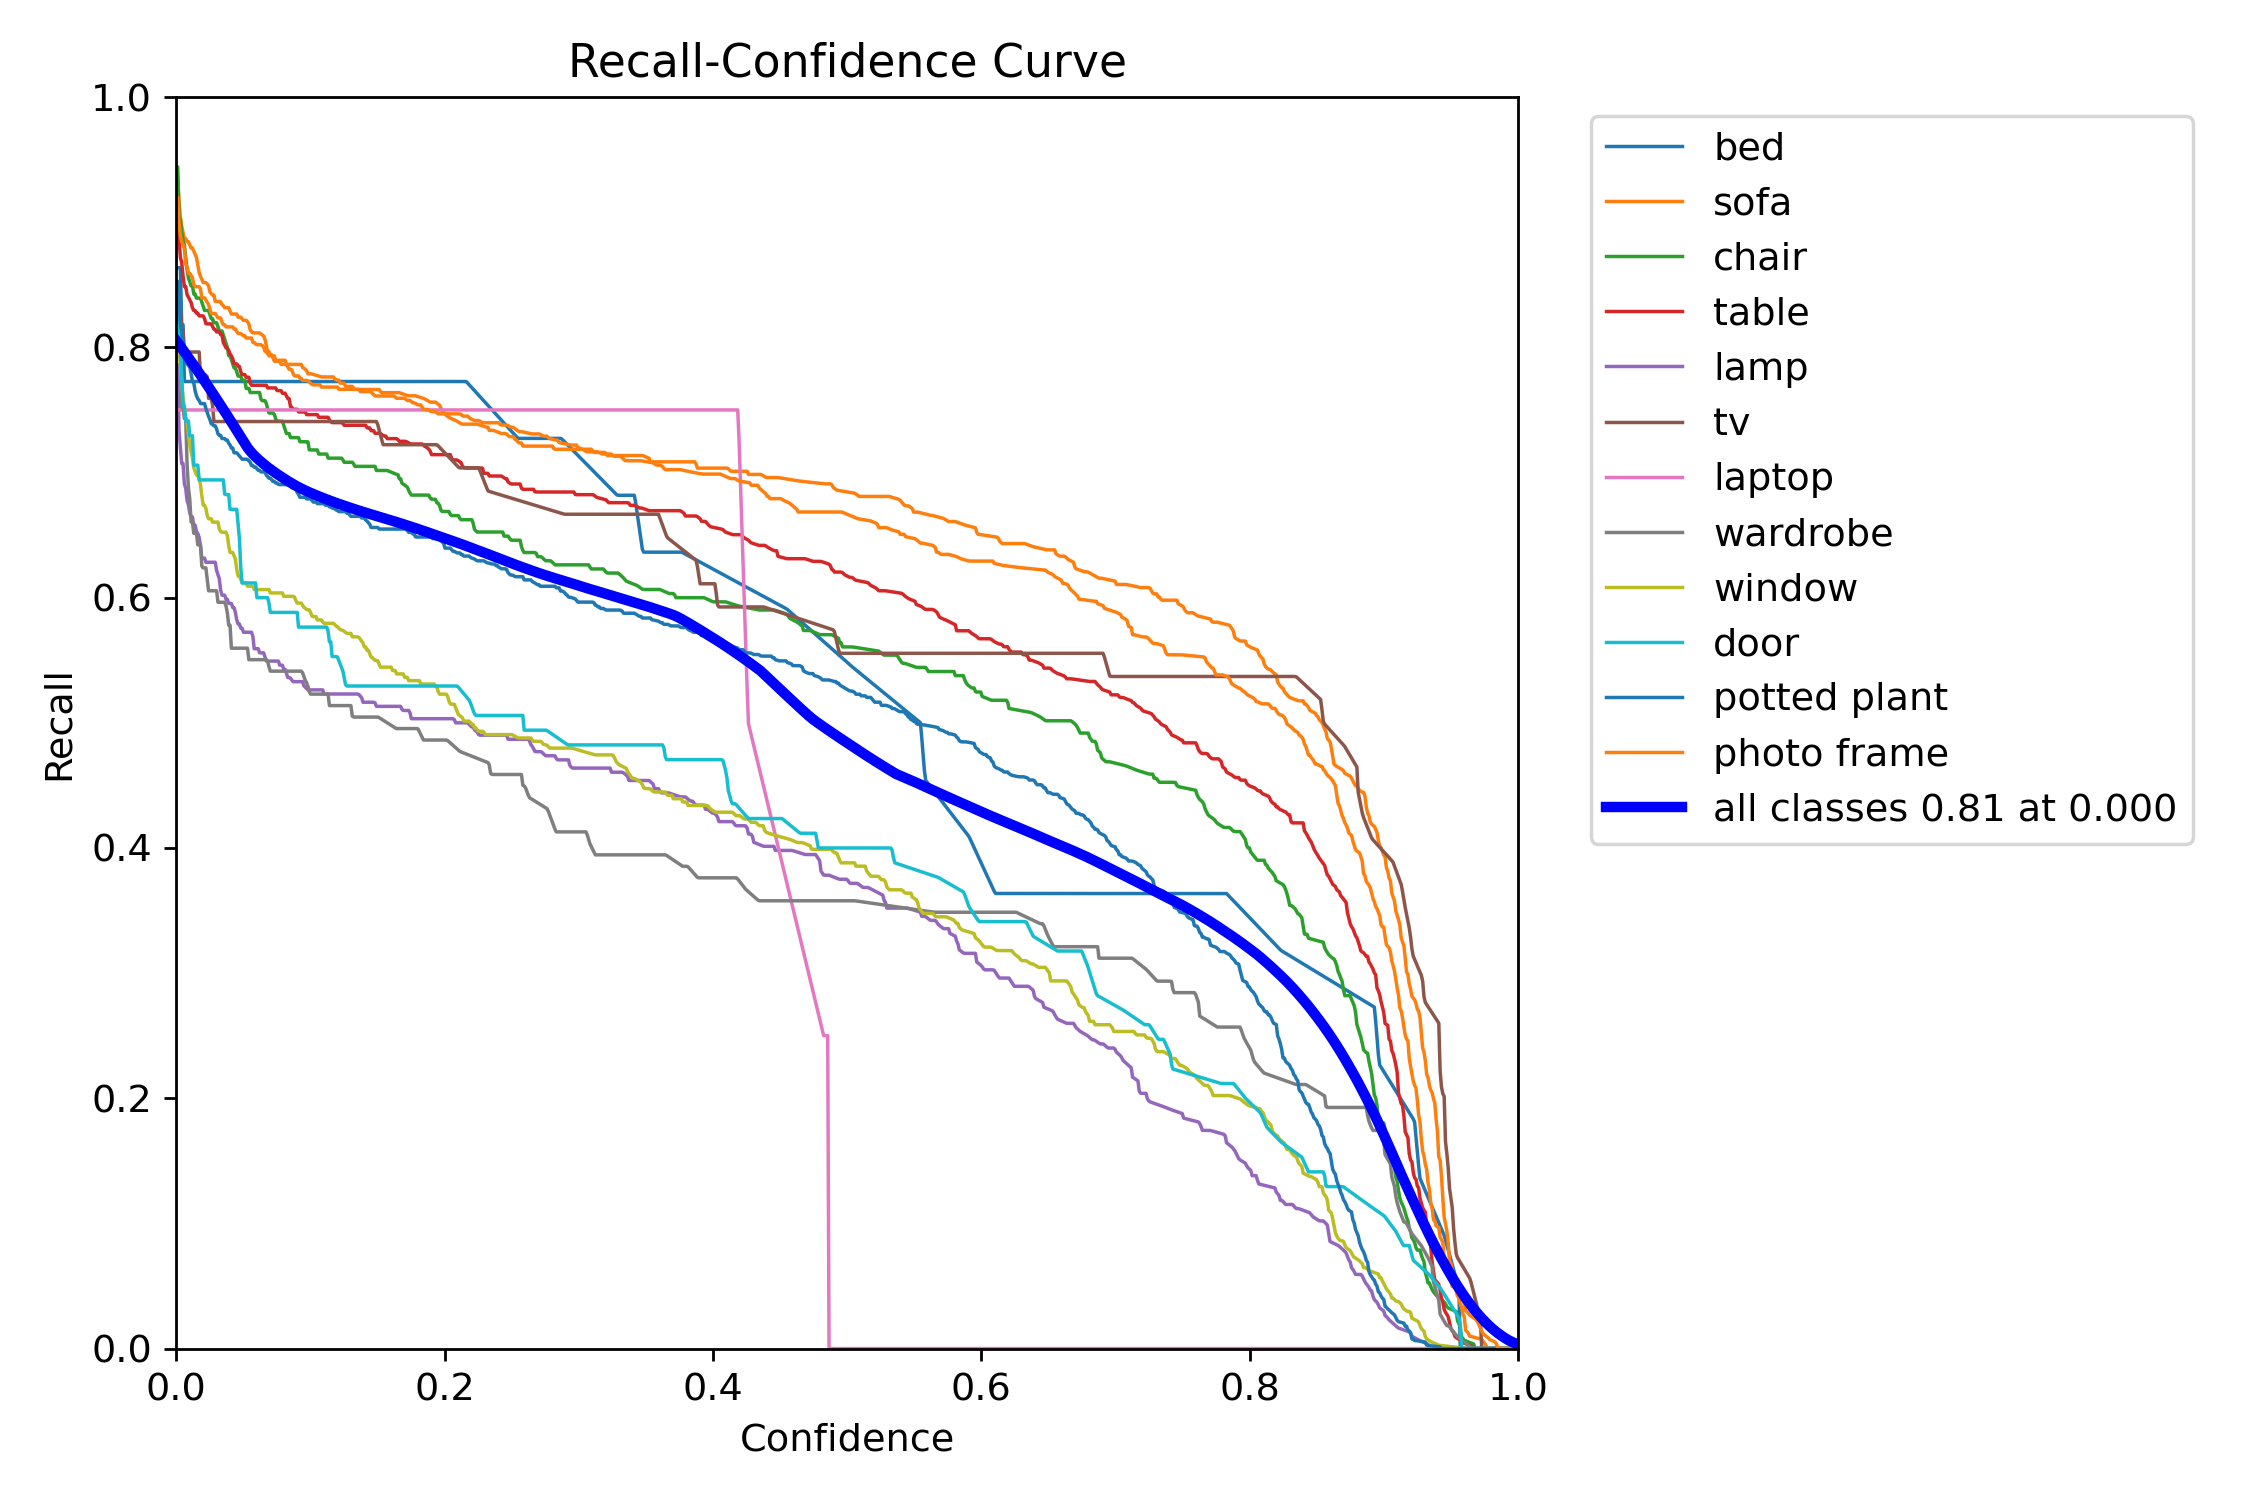 Recall-Confidence Curve
1.0
0.8
0.6
0.4
0.2
0.0
Recall
0.0 0.2 0.4 0.6 0.8 1.0
Confidence
bed
sofa
chair
table
lamp
tv
laptop
wardrobe
window
door
potted plant
photo frame
all classes 0.81 at 0.000